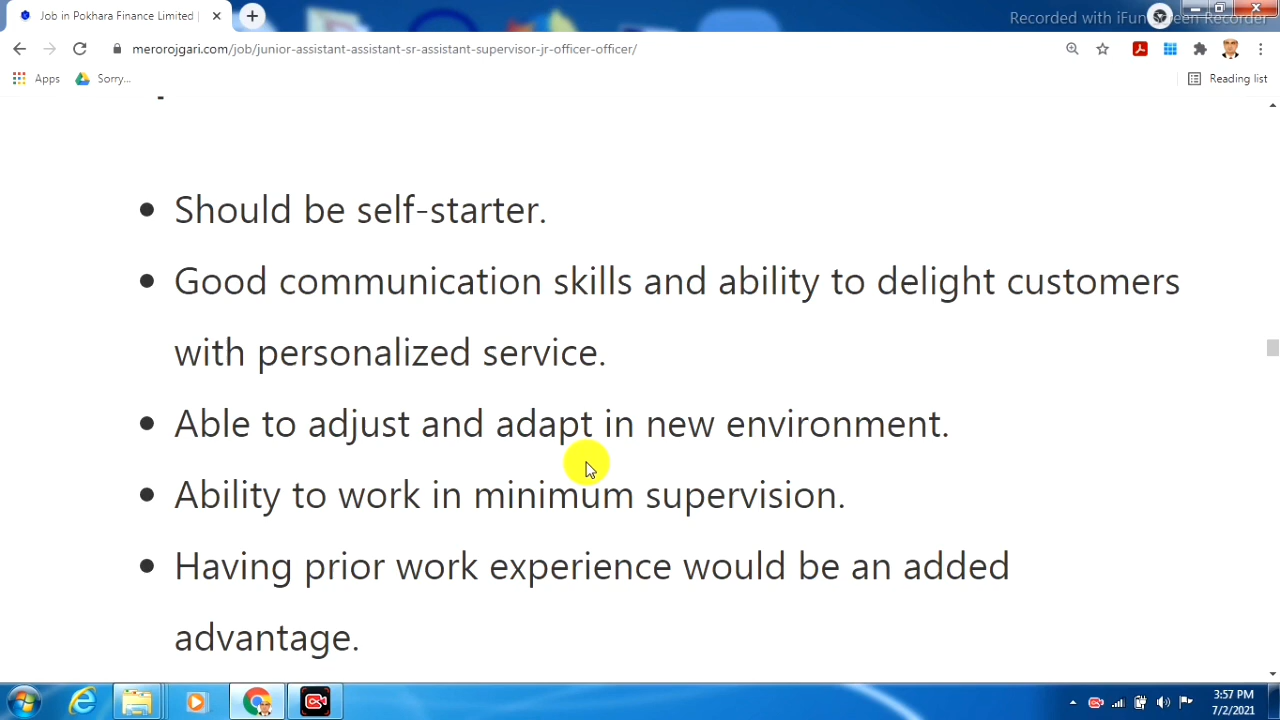 Job in Pokhara Finance Limited |
Recorded with iFun Screen Recorder
merorojgari.com/job/junior-assistant-assistant-sr-assistant-supervisor-jr-officer-officer/
Apps
Sorry...
Reading list
• Should be self-starter.
• Good communication skills and ability to delight customers
with personalized service.
• Able to adjust and adapt in new environment.
• Ability to work in minimum supervision.
• Having prior work experience would be an added
advantage.
3:57 PM
7/2/2021